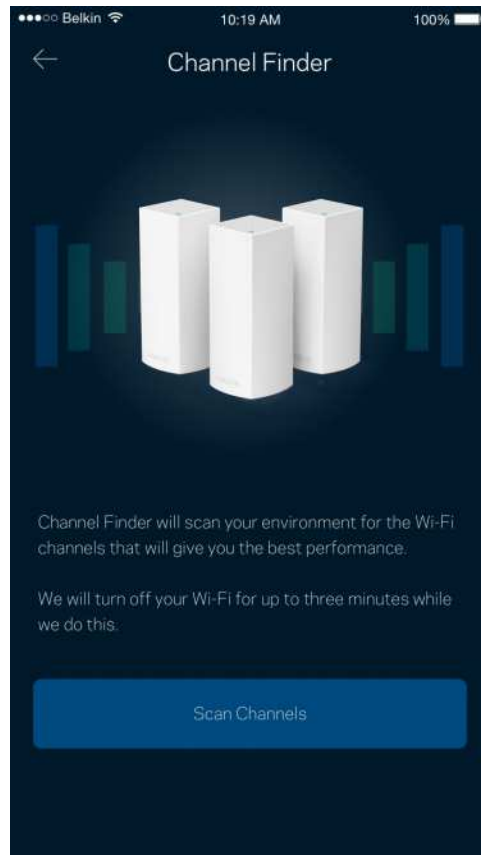 Belkin 10:19 AM 100%
Channel Finder
Channel Finder will scan your environment for the Wi-Fi
channels that will give you the best performance.
We will turn off your Wi-Fi for up to three minutes while
we do this.
Scan Channels